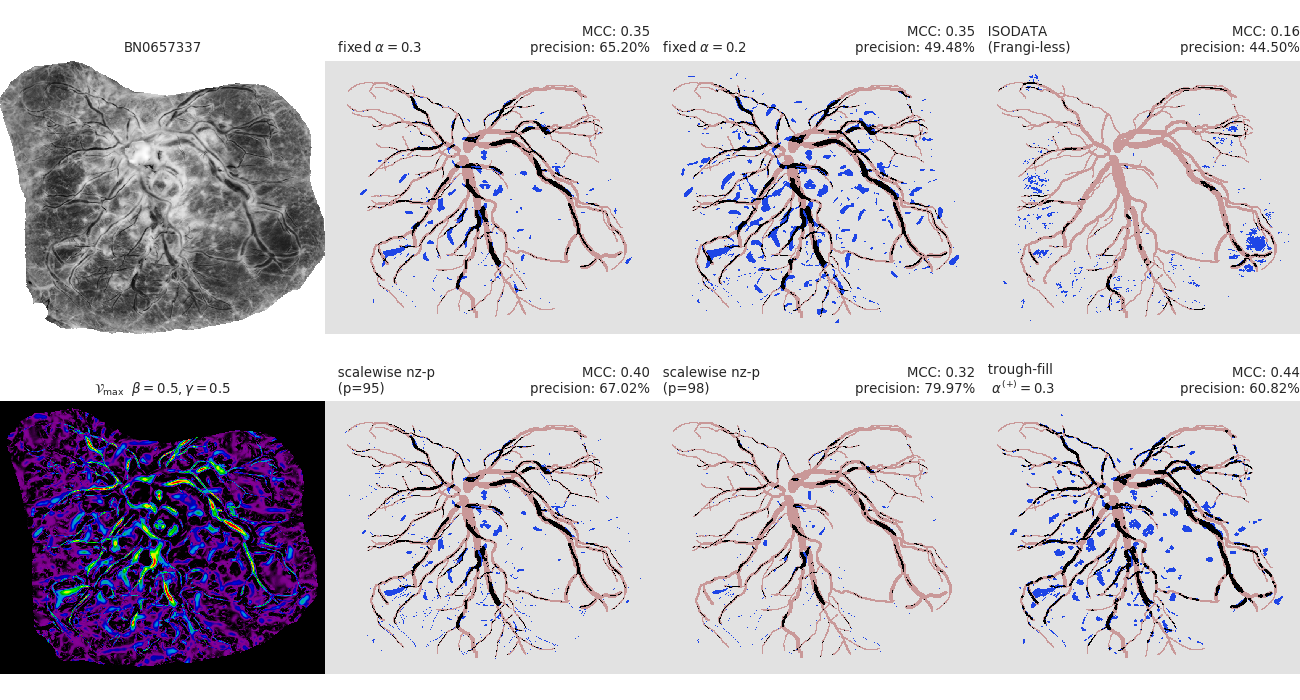 BN0657337
fixed α = 0.3
MCC: 0.35
precision: 65.20%
fixed α = 0.2
MCC: 0.35
precision: 49.48%
ISODATA
(Frangi-less)
MCC: 0.16
precision: 44.50%
𝒱max β = 0.5, γ = 0.5
scalewise nz-p
(p=95)
MCC: 0.40
precision: 67.02%
scalewise nz-p
(p=98)
MCC: 0.32
precision: 79.97%
trough-fill
α(+) = 0.3
MCC: 0.44
precision: 60.82%